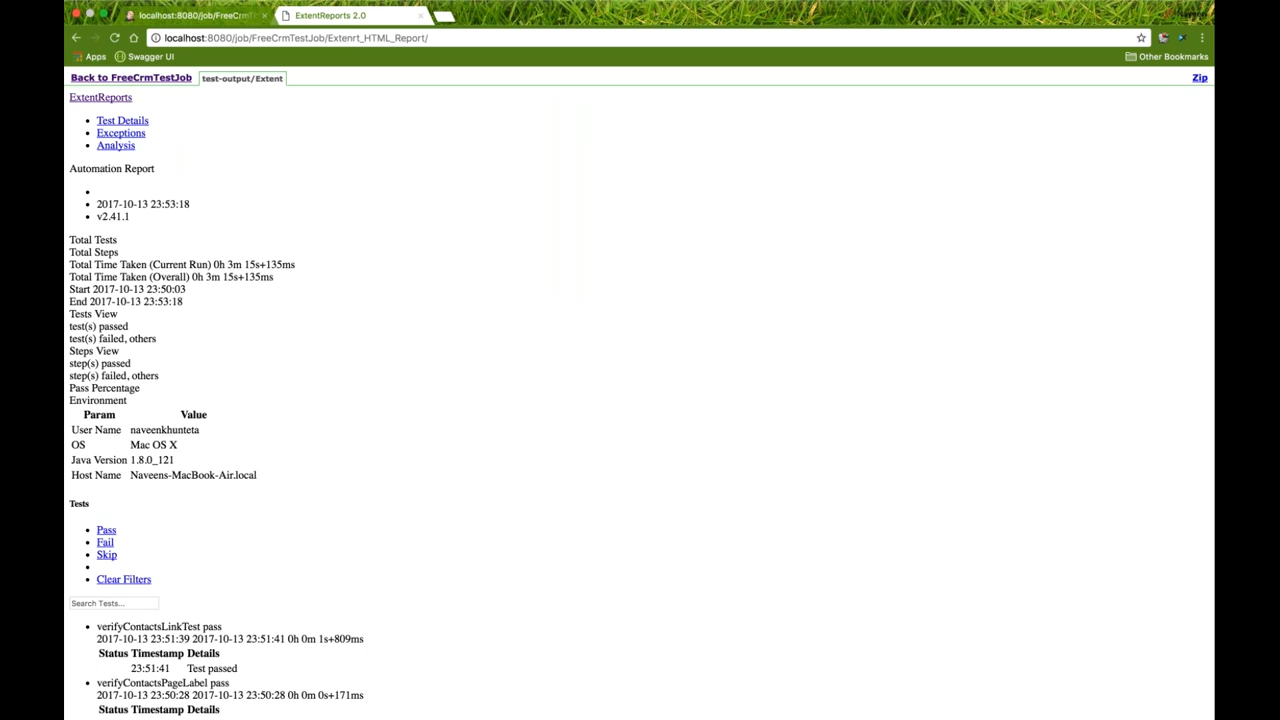 localhost:8080/job/FreeCrmT
ExtentReports 2.0
localhost:8080/job/FreeCrmTestJob/Extenrt_HTML_Report/
Apps
Swagger UI
Other Bookmarks
Back to FreeCrmTestJob
test-output/Extent
Zip
ExtentReports
Test Details
Exceptions
Analysis
Automation Report
2017-10-13 23:53:18
v2.41.1
Total Tests
Total Steps
Total Time Taken (Current Run) 0h 3m 15s+135ms
Total Time Taken (Overall) 0h 3m 15s+135ms
Start 2017-10-13 23:50:03
End 2017-10-13 23:53:18
Tests View
test(s) passed
test(s) failed, others
Steps View
step(s) passed
step(s) failed, others
Pass Percentage
Environment
Param Value
User Name naveenkhunteta
OS Mac OS X
Java Version 1.8.0_121
Host Name Naveens-MacBook-Air.local
Tests
Pass
Fail
Skip
Clear Filters
Search Tests...
verifyContactsLinkTest pass
2017-10-13 23:51:39 2017-10-13 23:51:41 0h 0m 1s+809ms
Status Timestamp Details
23:51:41 Test passed
verifyContactsPageLabel pass
2017-10-13 23:50:28 2017-10-13 23:50:28 0h 0m 0s+171ms
Status Timestamp Details